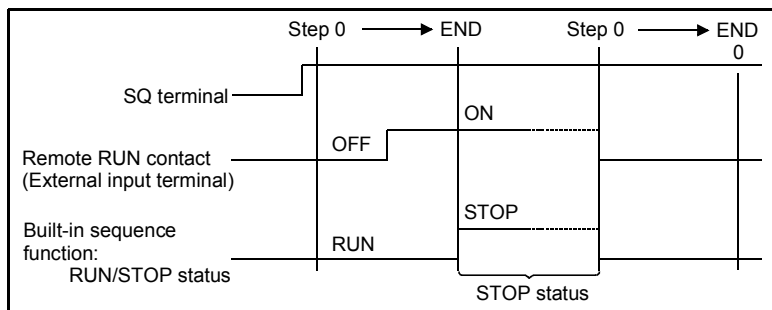 Step 0 → END Step 0 → END
0
SQ terminal
ON
OFF
Remote RUN contact
(External input terminal)
STOP
Built-in sequence
function:
RUN
RUN/STOP status
STOP status